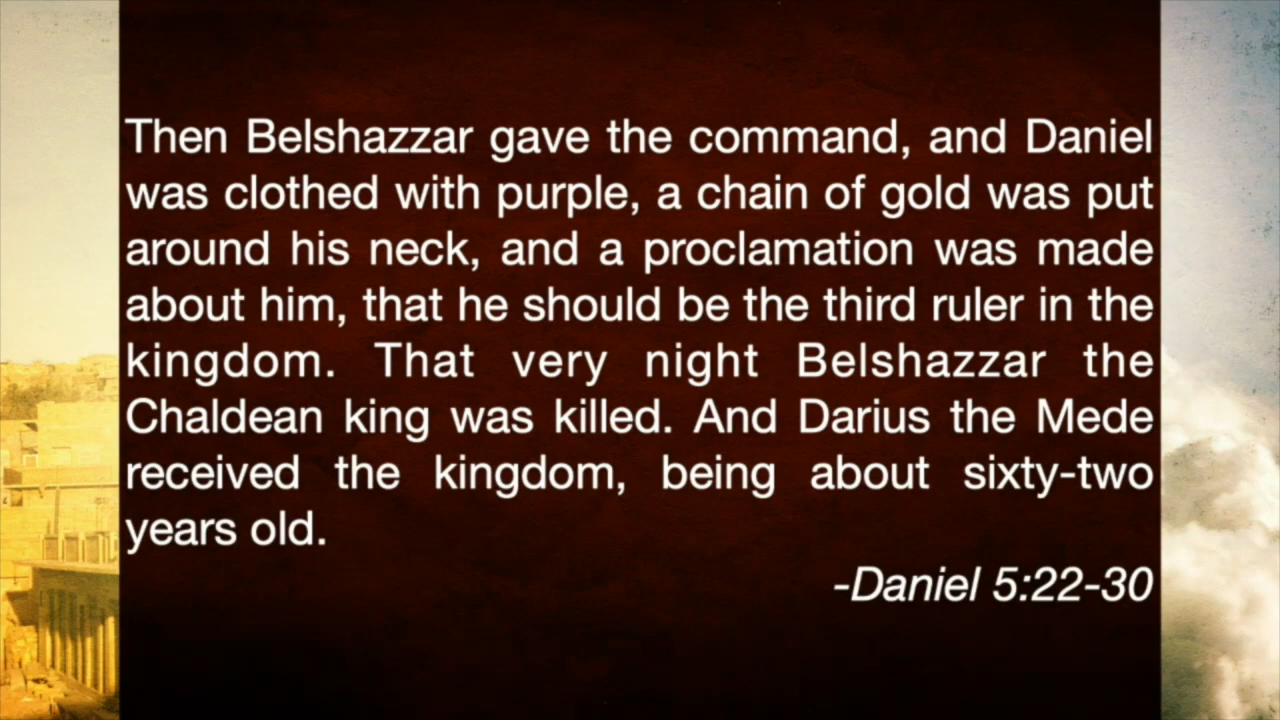 Then Belshazzar gave the command, and Daniel
was clothed with purple, a chain of gold was put
around his neck, and a proclamation was made
about him, that he should be the third ruler in the
kingdom. That very night Belshazzar the
Chaldean king was killed. And Darius the Mede
received the kingdom, being about sixty-two
years old.
-Daniel 5:22-30